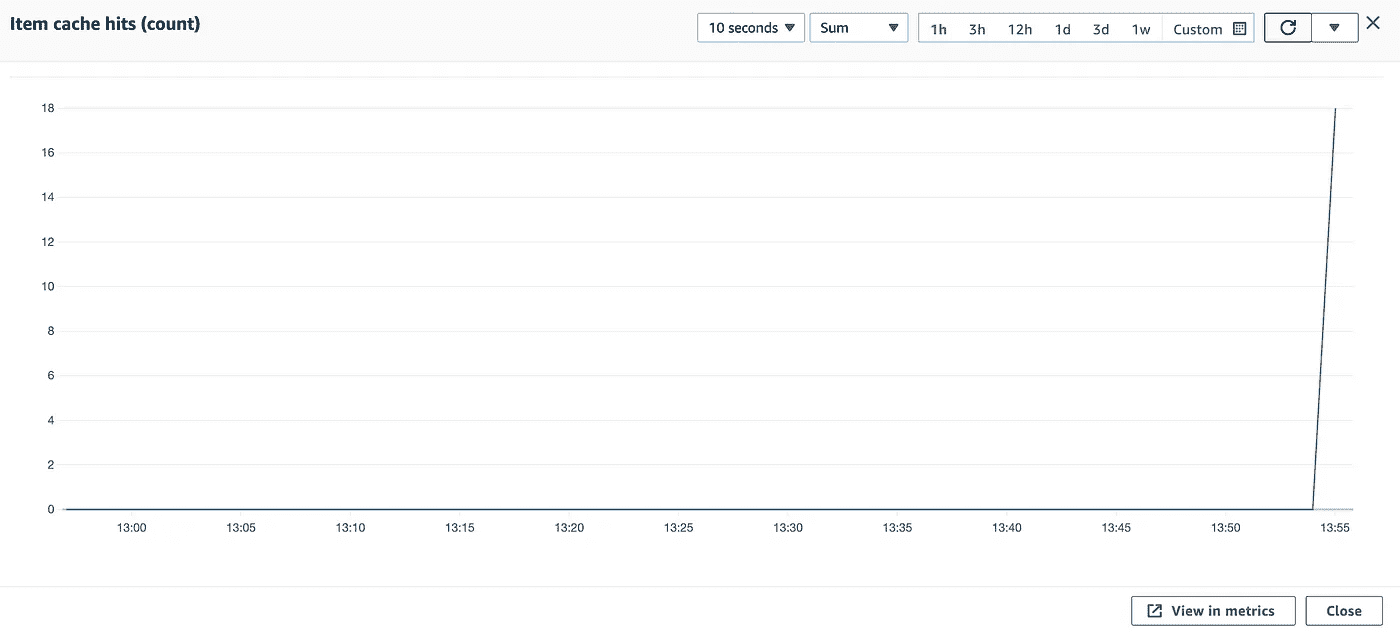 Item cache hits (count)
10 seconds
Sum
1h 3h 12h 1d 3d 1w Custom
18
16
14
12
10
8
6
4
2
0
13:00 13:05 13:10 13:15 13:20 13:25 13:30 13:35 13:40 13:45 13:50 13:55
View in metrics
Close